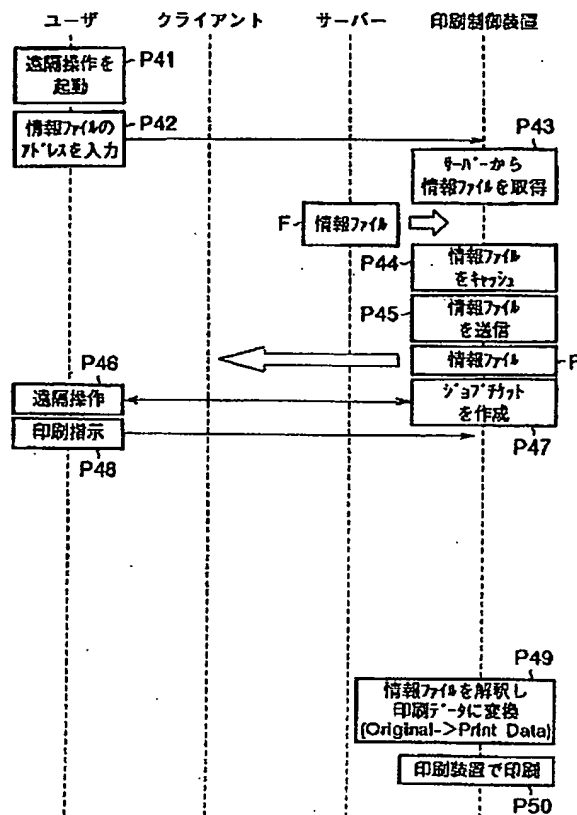 ユーザ クライアント サーバー 印刷制御装置
遠隔操作を
起動
P41
情報ファイルの
アドレスを入力
P42
P43
サーバーから
情報ファイルを取得
F
情報ファイル
P44
情報ファイル
をキャッシュ
P45
情報ファイル
を送信
情報ファイル
F
P46
遠隔操作
ジョブチケット
を作成
P47
印刷指示
P48
P49
情報ファイルを解釈し
印刷データに変換
(Original->Print Data)
印刷装置で印刷
P50